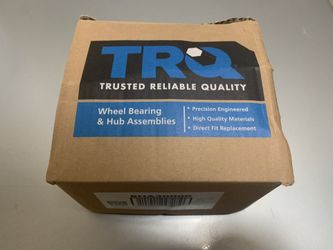 TRQ
TRUSTED RELIABLE QUALITY
Wheel Bearing
& Hub Assemblies
• Precision Engineered
• High Quality Materials
• Direct Fit Replacement